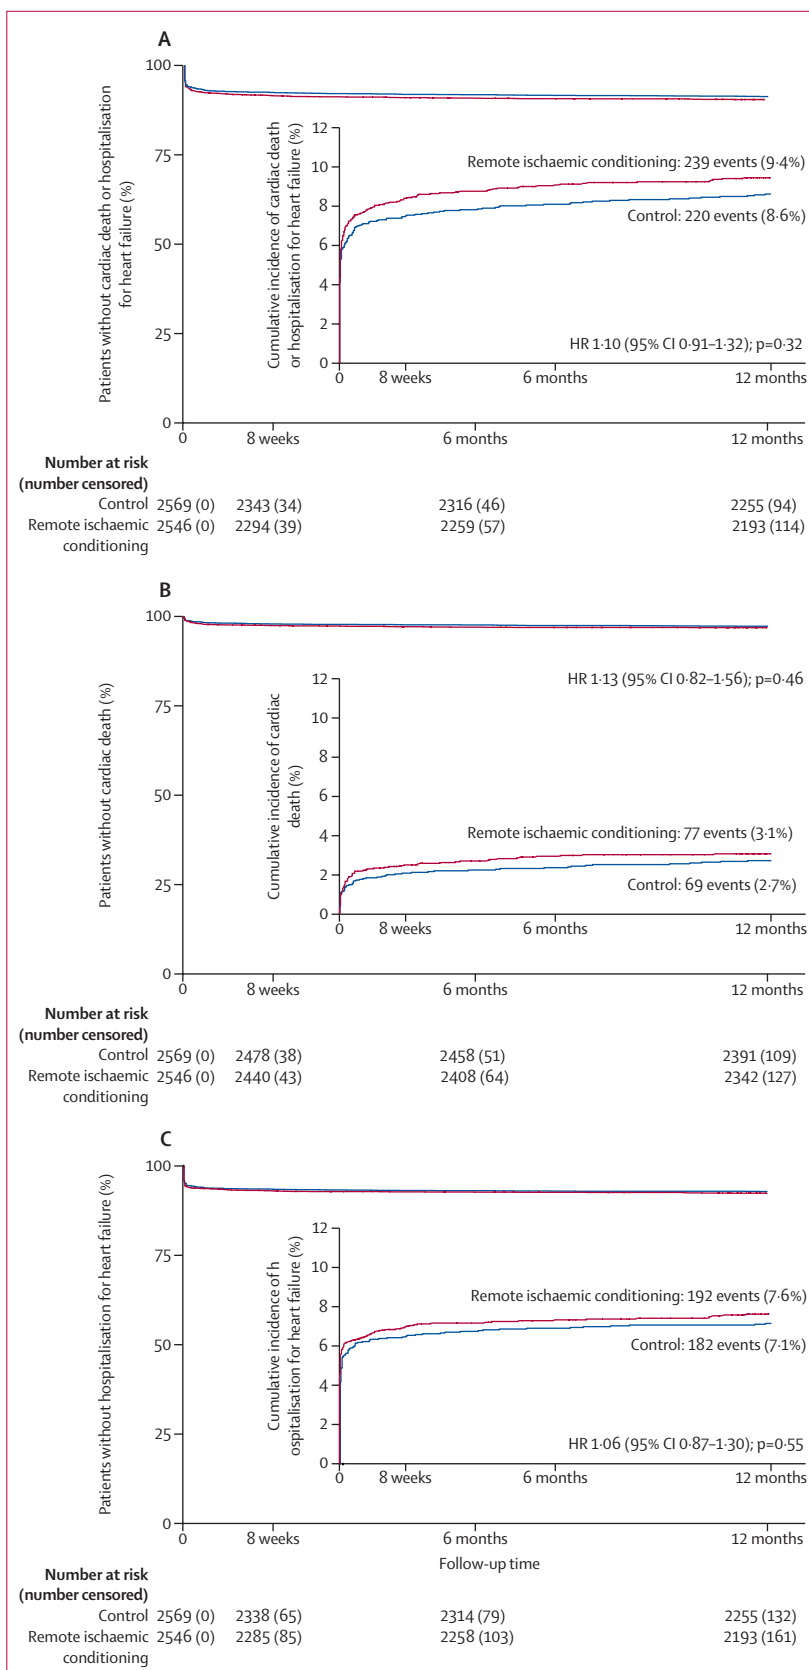 A
Patients without cardiac death or hospitalisation
for heart failure (%)
100
75
50
25
0
Cumulative incidence of cardiac death
or hospitalisation for heart failure (%)
12
10
8
6
4
2
0
Remote ischaemic conditioning: 239 events (9·4%)
Control: 220 events (8·6%)
HR 1·10 (95% CI 0·91–1·32); p=0·32
0 8 weeks 6 months 12 months
0 8 weeks 6 months 12 months
Number at risk
(number censored)
Control 2569 (0) 2343 (34) 2316 (46) 2255 (94)
Remote ischaemic 2546 (0) 2294 (39) 2259 (57) 2193 (114)
conditioning
B
Patients without cardiac death (%)
100
75
50
25
0
HR 1·13 (95% CI 0·82–1·56); p=0·46
Cumulative incidence of cardiac
death (%)
12
10
8
6
4
2
0
Remote ischaemic conditioning: 77 events (3·1%)
Control: 69 events (2·7%)
0 8 weeks 6 months 12 months
0 8 weeks 6 months 12 months
Number at risk
(number censored)
Control 2569 (0) 2478 (38) 2458 (51) 2391 (109)
Remote ischaemic 2546 (0) 2440 (43) 2408 (64) 2342 (127)
conditioning
C
Patients without hospitalisation for heart failure (%)
100
75
50
25
0
Cumulative incidence of h
ospitalisation for heart failure (%)
12
10
8
6
4
2
0
Remote ischaemic conditioning: 192 events (7·6%)
Control: 182 events (7·1%)
HR 1·06 (95% CI 0·87–1·30); p=0·55
0 8 weeks 6 months 12 months
0 8 weeks 6 months 12 months
Follow-up time
Number at risk
(number censored)
Control 2569 (0) 2338 (65) 2314 (79) 2255 (132)
Remote ischaemic 2546 (0) 2285 (85) 2258 (103) 2193 (161)
conditioning